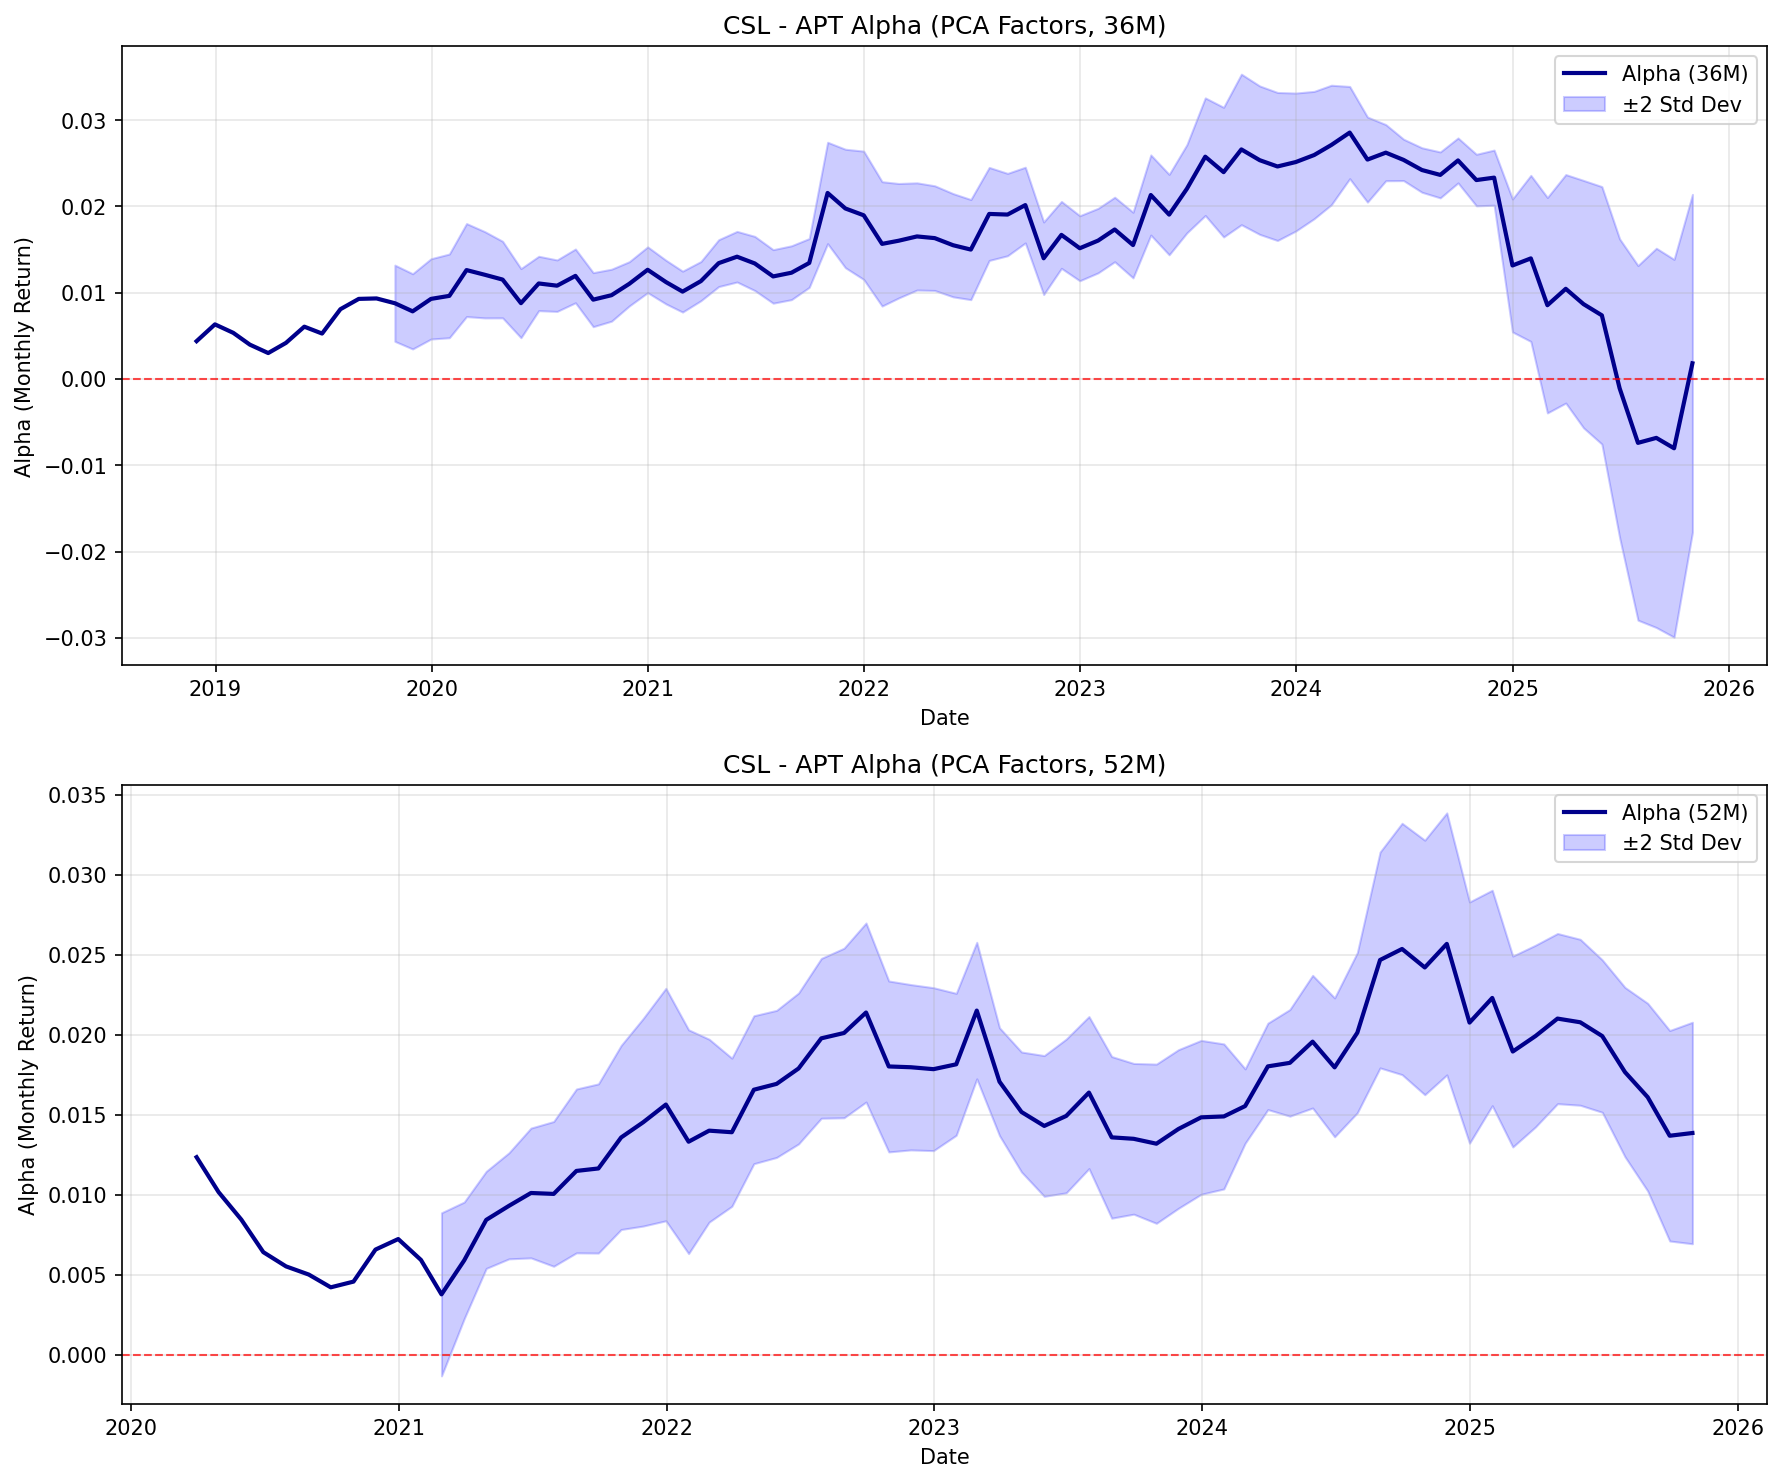 CSL - APT Alpha (PCA Factors, 36M)
Alpha (36M)
±2 Std Dev
Alpha (Monthly Return)
0.03
0.02
0.01
0.00
−0.01
−0.02
−0.03
2019 2020 2021 2022 2023 2024 2025 2026
Date
CSL - APT Alpha (PCA Factors, 52M)
Alpha (52M)
±2 Std Dev
Alpha (Monthly Return)
0.035
0.030
0.025
0.020
0.015
0.010
0.005
0.000
2020 2021 2022 2023 2024 2025 2026
Date